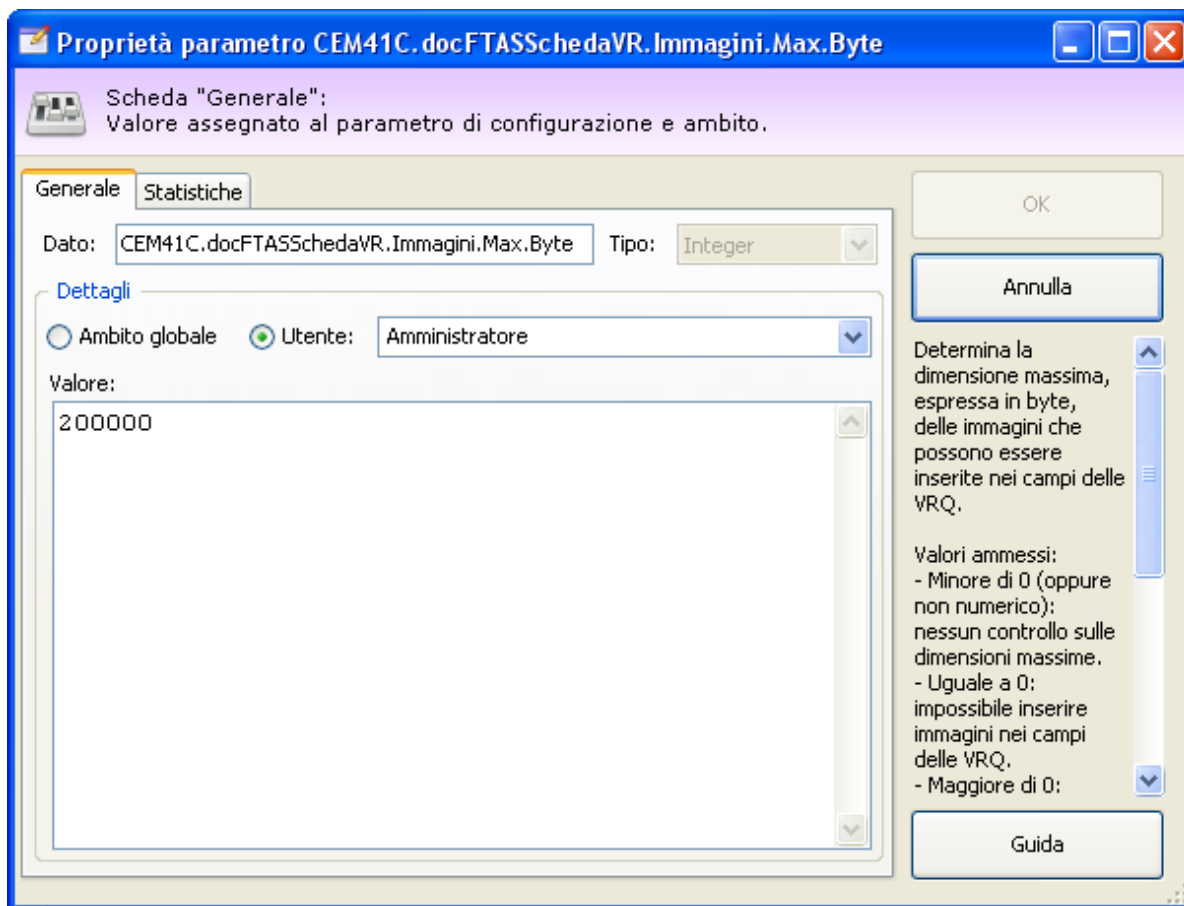 Proprietà parametro CEM41C.docFTASSchedaVR.Immagini.Max.Byte
Scheda "Generale":
Valore assegnato al parametro di configurazione e ambito.
Generale Statistiche
Dato: CEM41C.docFTASSchedaVR.Immagini.Max.Byte Tipo: Integer
Dettagli
Ambito globale Utente: Amministratore
Valore:
200000
OK
Annulla
Determina la
dimensione massima,
espressa in byte,
delle immagini che
possono essere
inserite nei campi delle
VRQ.
Valori ammessi:
- Minore di 0 (oppure
non numerico):
nessun controllo sulle
dimensioni massime.
- Uguale a 0:
impossibile inserire
immagini nei campi
delle VRQ.
- Maggiore di 0:
Guida